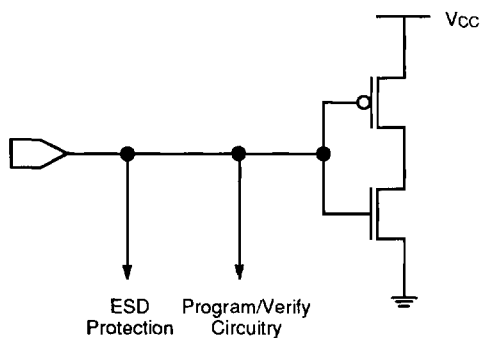 VCC
ESD
Protection
Program/Verify
Circuitry